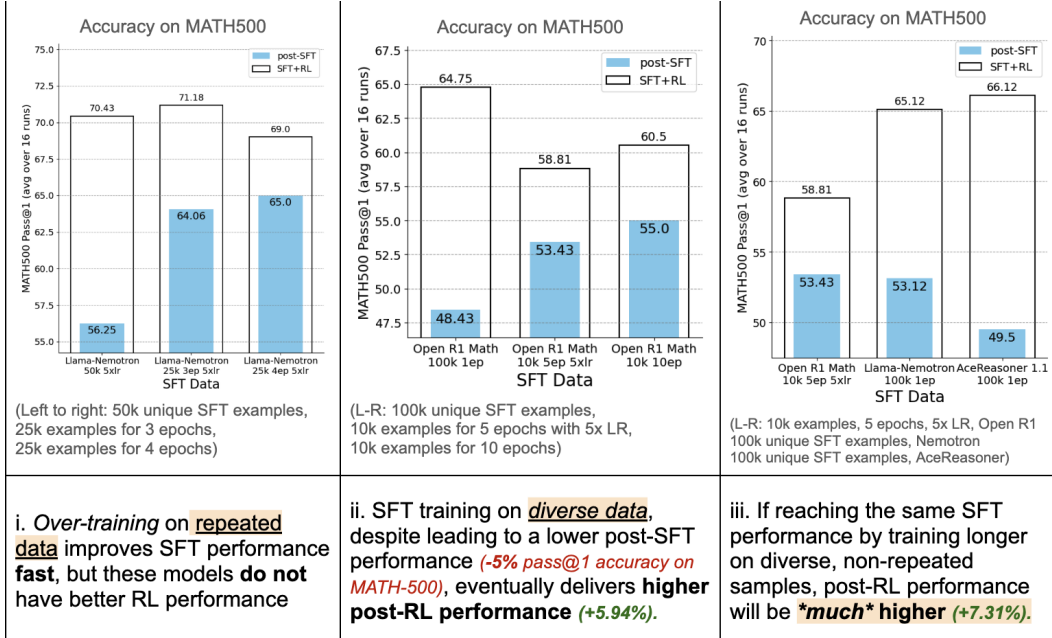 Accuracy on MATH500
75.0
72.5
70.0
67.5
65.0
62.5
60.0
57.5
55.0
MATH500 Pass@1 (avg over 16 runs)
post-SFT
SFT+RL
70.43
71.18
69.0
56.25
64.06
65.0
Llama-Nemotron
50k 5xlr
Llama-Nemotron
25k 3ep 5xlr
Llama-Nemotron
25k 4ep 5xlr
SFT Data
(Left to right: 50k unique SFT examples,
25k examples for 3 epochs,
25k examples for 4 epochs)
Accuracy on MATH500
67.5
65.0
62.5
60.0
57.5
55.0
52.5
50.0
47.5
MATH500 Pass@1 (avg over 16 runs)
post-SFT
SFT+RL
64.75
58.81
60.5
48.43
53.43
55.0
Open R1 Math
100k 1ep
Open R1 Math
10k 5ep 5xlr
Open R1 Math
10k 10ep
SFT Data
(L-R: 100k unique SFT examples,
10k examples for 5 epochs with 5x LR,
10k examples for 10 epochs)
Accuracy on MATH500
70
65
60
55
50
MATH500 Pass@1 (avg over 16 runs)
post-SFT
SFT+RL
58.81
65.12
66.12
53.43
53.12
49.5
Open R1 Math
10k 5ep 5xlr
Llama-Nemotron
100k 1ep
AceReasoner 1.1
100k 1ep
SFT Data
(L-R: 10k examples, 5 epochs, 5x LR, Open R1
100k unique SFT examples, Nemotron
100k unique SFT examples, AceReasoner)
i. Over-training on repeated
data improves SFT performance
fast, but these models do not
have better RL performance
ii. SFT training on diverse data,
despite leading to a lower post-SFT
performance (-5% pass@1 accuracy on
MATH-500), eventually delivers higher
post-RL performance (+5.94%).
iii. If reaching the same SFT
performance by training longer
on diverse, non-repeated
samples, post-RL performance
will be *much* higher (+7.31%).